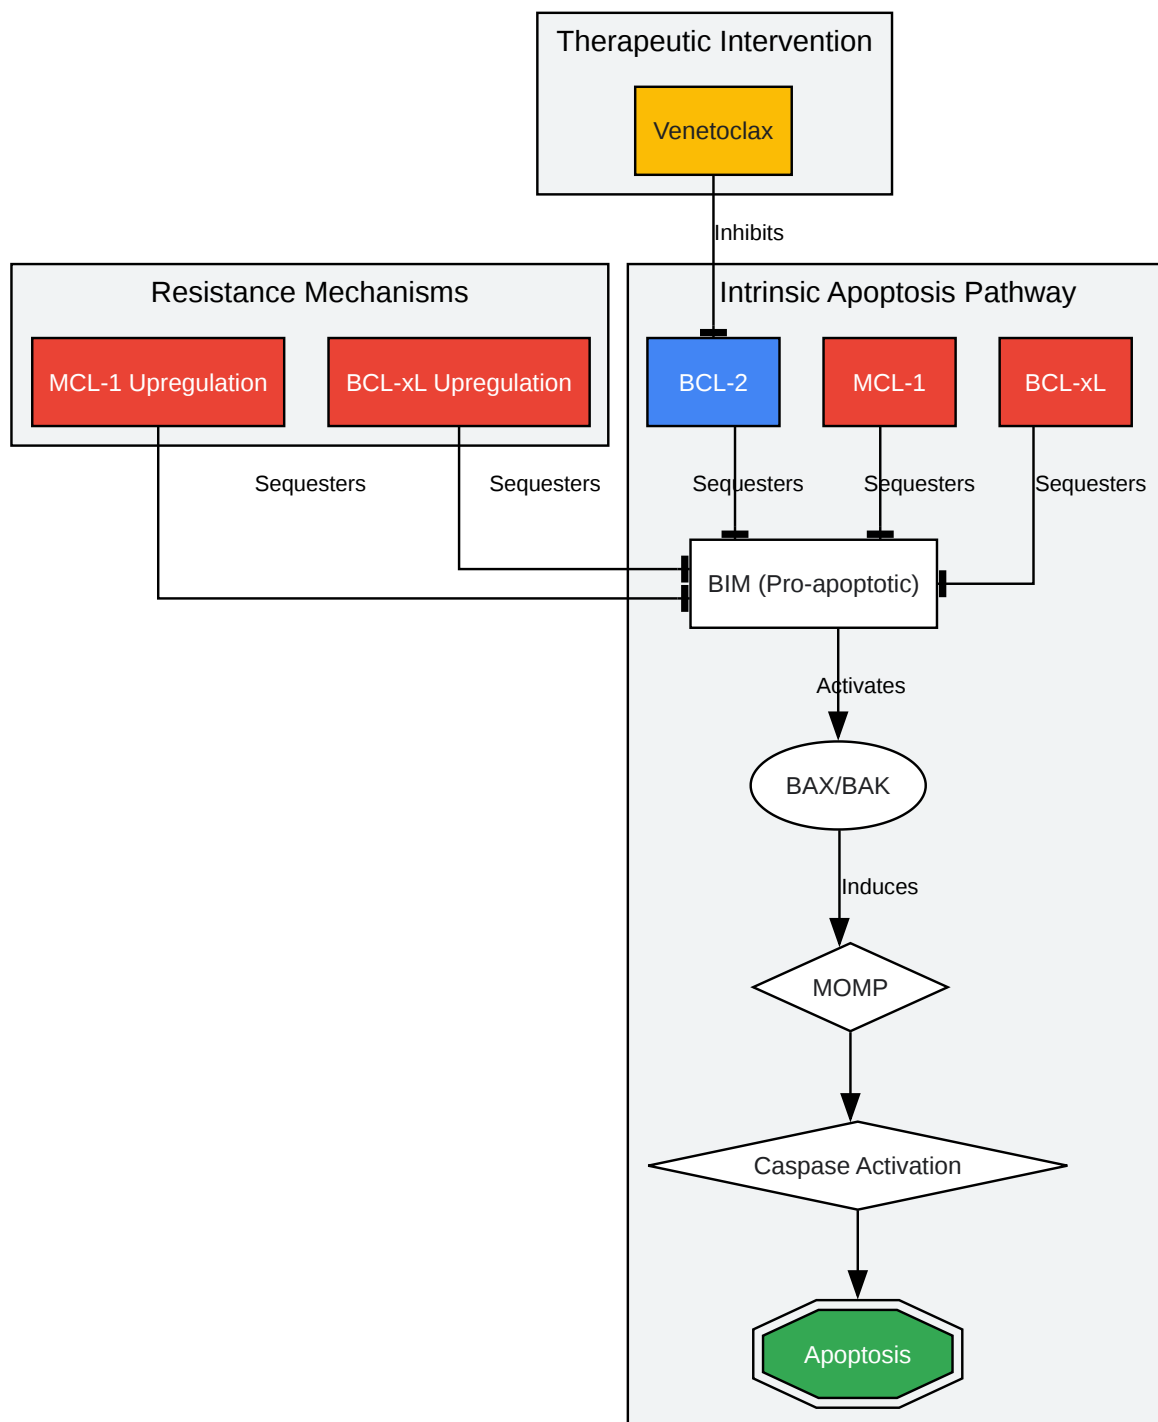 Therapeutic Intervention
Venetoclax
Inhibits
Resistance Mechanisms
MCL-1 Upregulation
BCL-xL Upregulation
Intrinsic Apoptosis Pathway
BCL-2
MCL-1
BCL-xL
Sequesters
Sequesters
Sequesters
Sequesters
Sequesters
BIM (Pro-apoptotic)
Activates
BAX/BAK
Induces
MOMP
Caspase Activation
Apoptosis